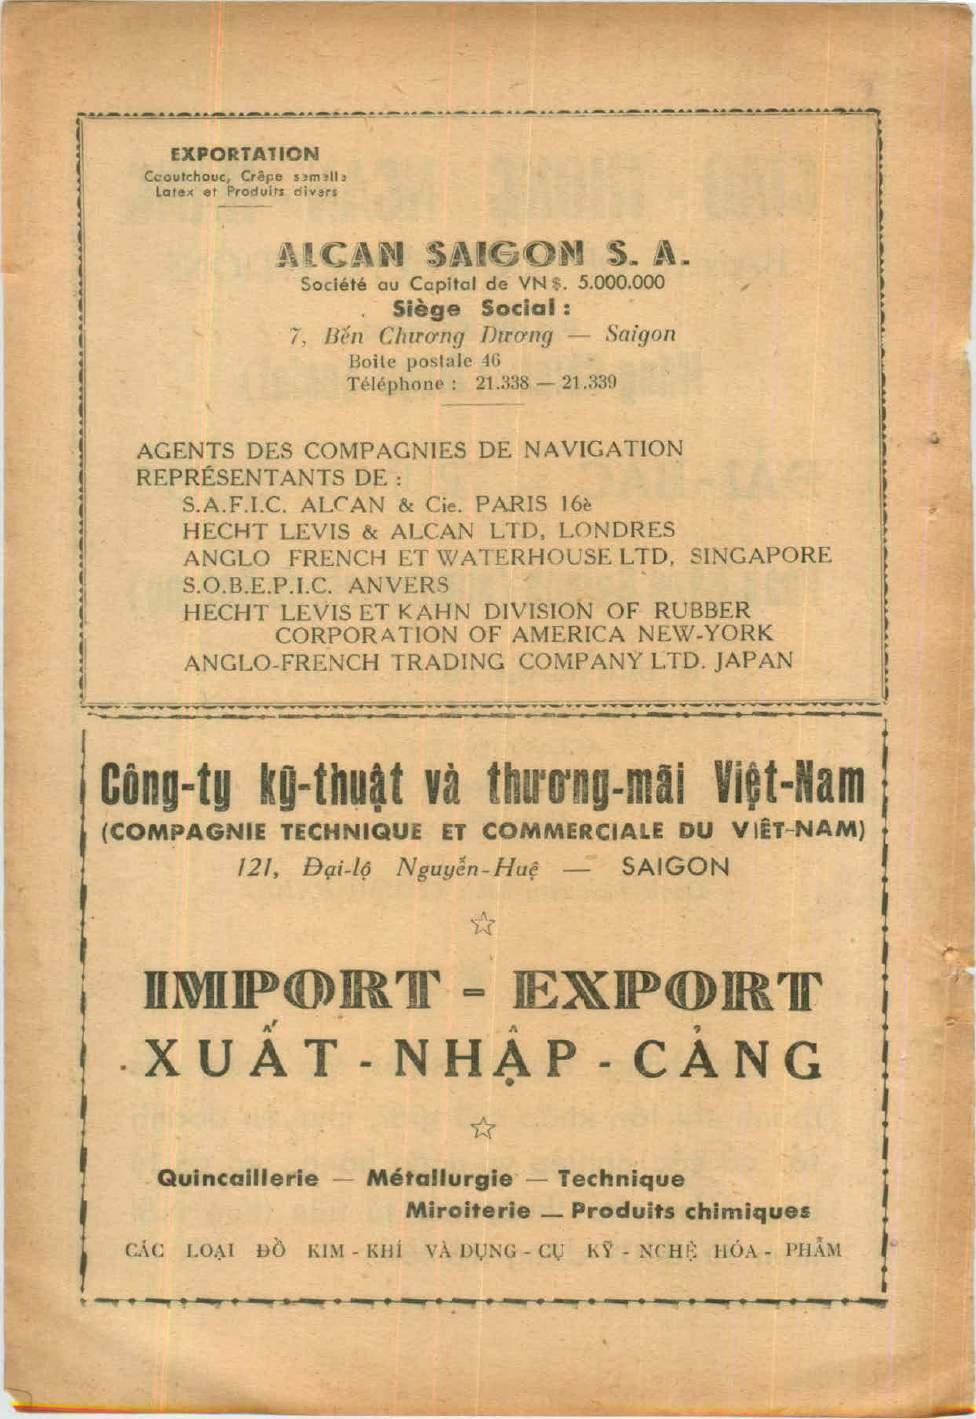 EXPORTATION
Caoutchouc, Crêpe semelle
Latex et Produits divers
ALCAN SAIGON S. A.
Société au Capital de VN$. 5.000.000
Siège Social :
7, Bến Chương Dương — Saigon
Boite postale 46
Téléphone : 21.338 — 21.339
AGENTS DES COMPAGNIES DE NAVIGATION
REPRÉSENTANTS DE :
S.A.F.I.C. ALCAN & Cie. PARIS 16è
HECHT LEVIS & ALCAN LTD, LONDRES
ANGLO FRENCH ET WATERHOUSE LTD, SINGAPORE
S.O.B.E.P.I.C. ANVERS
HECHT LEVIS ET KAHN DIVISION OF RUBBER
CORPORATION OF AMERICA NEW-YORK
ANGLO-FRENCH TRADING COMPANY LTD. JAPAN
Công-ty kỹ-thuật và thương-mãi Việt-Nam
(COMPAGNIE TECHNIQUE ET COMMERCIALE DU VIÊT-NAM)
121, Đại-lộ Nguyễn-Huệ — SAIGON
IMPORT - EXPORT
XUẤT - NHẬP - CẢNG
Quincaillerie — Métallurgie — Technique
Miroiterie — Produits chimiques
CÁC LOẠI ĐỒ KIM - KHÍ VÀ DỤNG - CỤ KỸ - NGHỆ HÓA - PHẨM